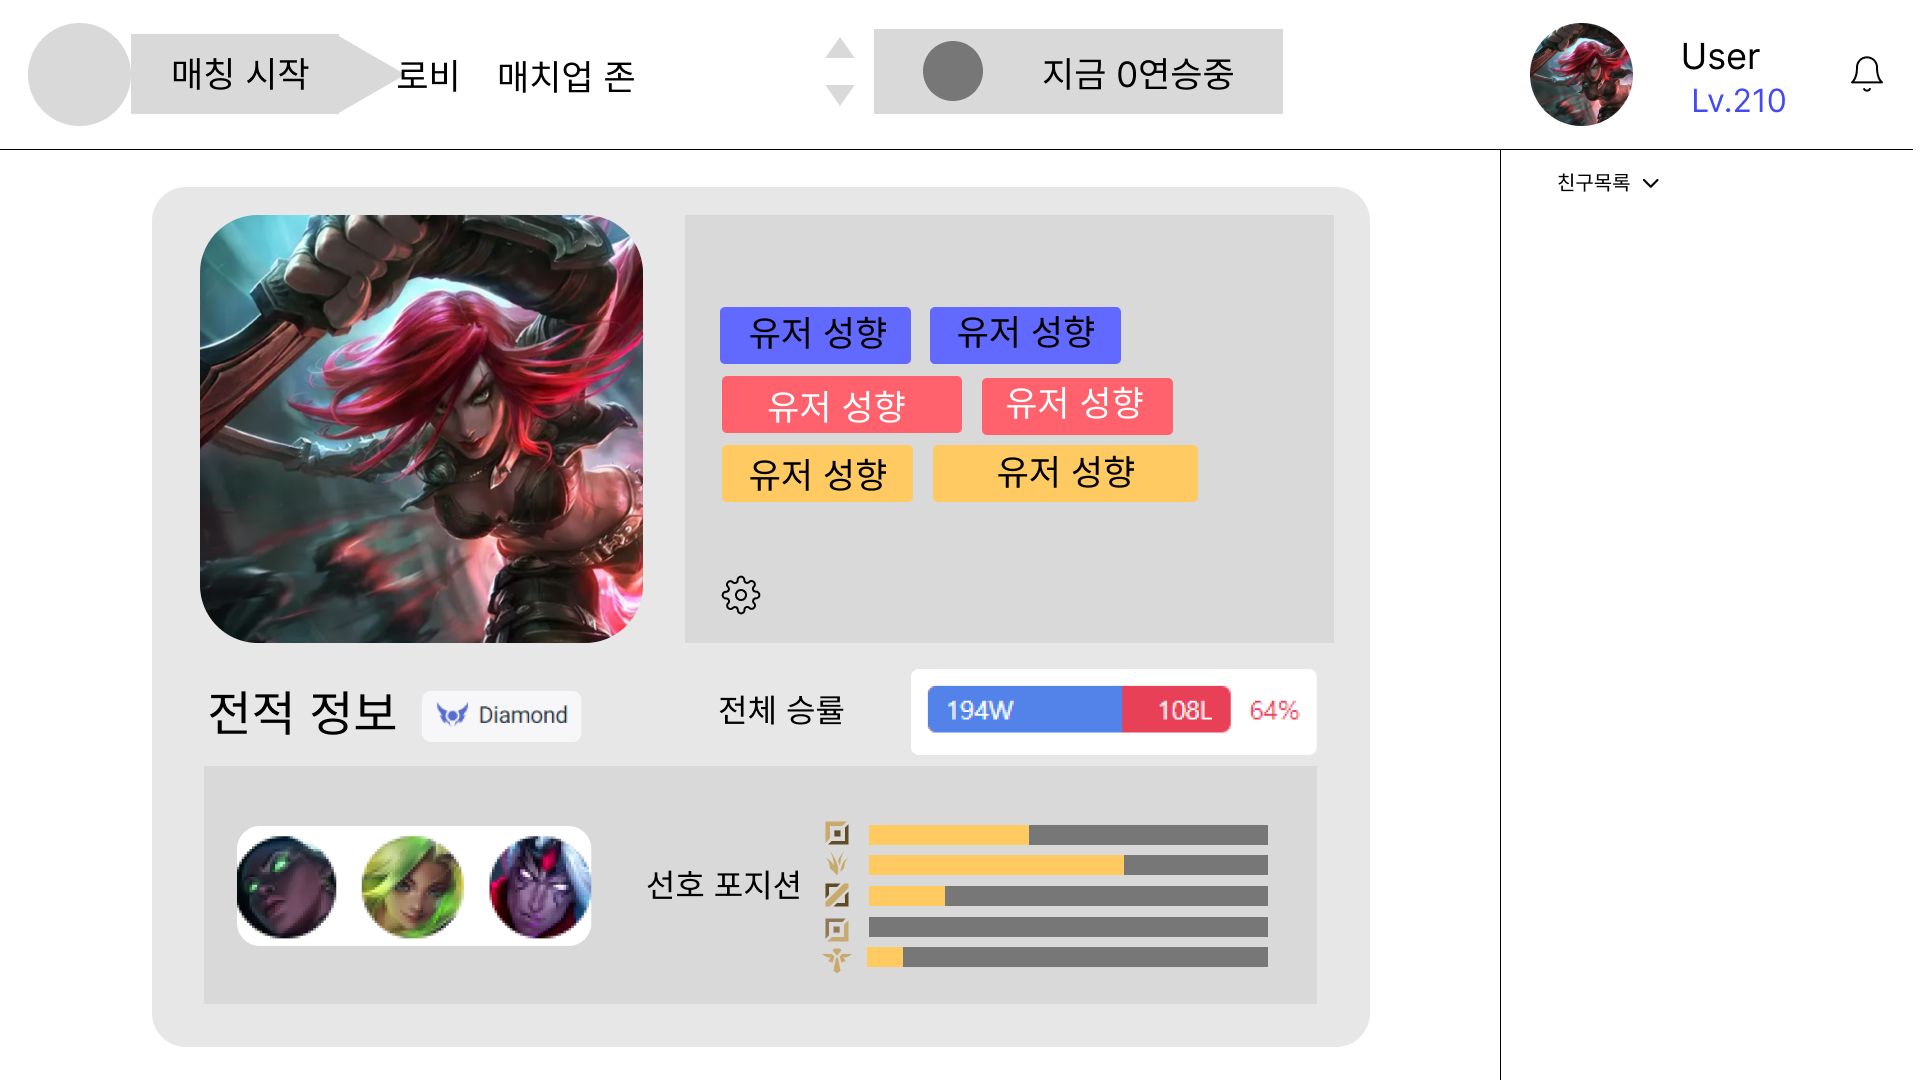 매칭 시작
로비
매치업 존
지금 0연승중
User
Lv.210
친구목록
유저 성향
유저 성향
유저 성향
유저 성향
유저 성향
유저 성향
전적 정보
Diamond
전체 승률
194W
108L
64%
선호 포지션